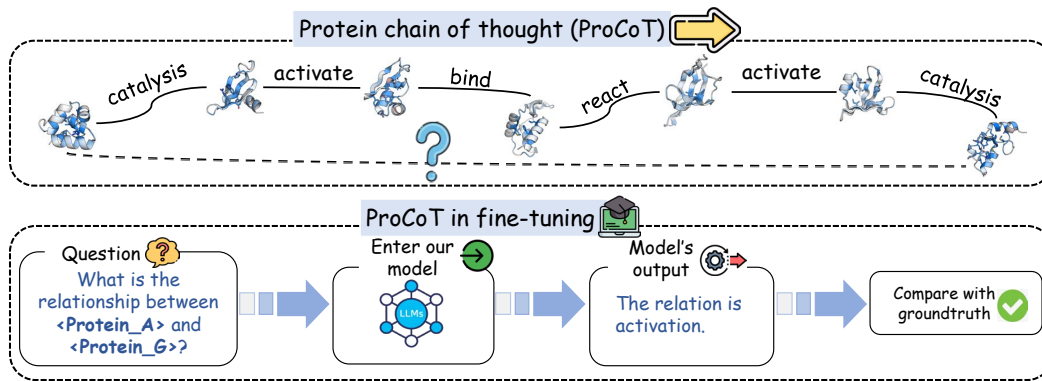 Protein chain of thought (ProCoT)
catalysis
activate
bind
react
activate
catalysis
?
ProCoT in fine-tuning
Question ?
What is the
relationship between
<Protein_A> and
<Protein_G>?
Enter our
model
LLMs
Model's
output
The relation is
activation.
Compare with
groundtruth